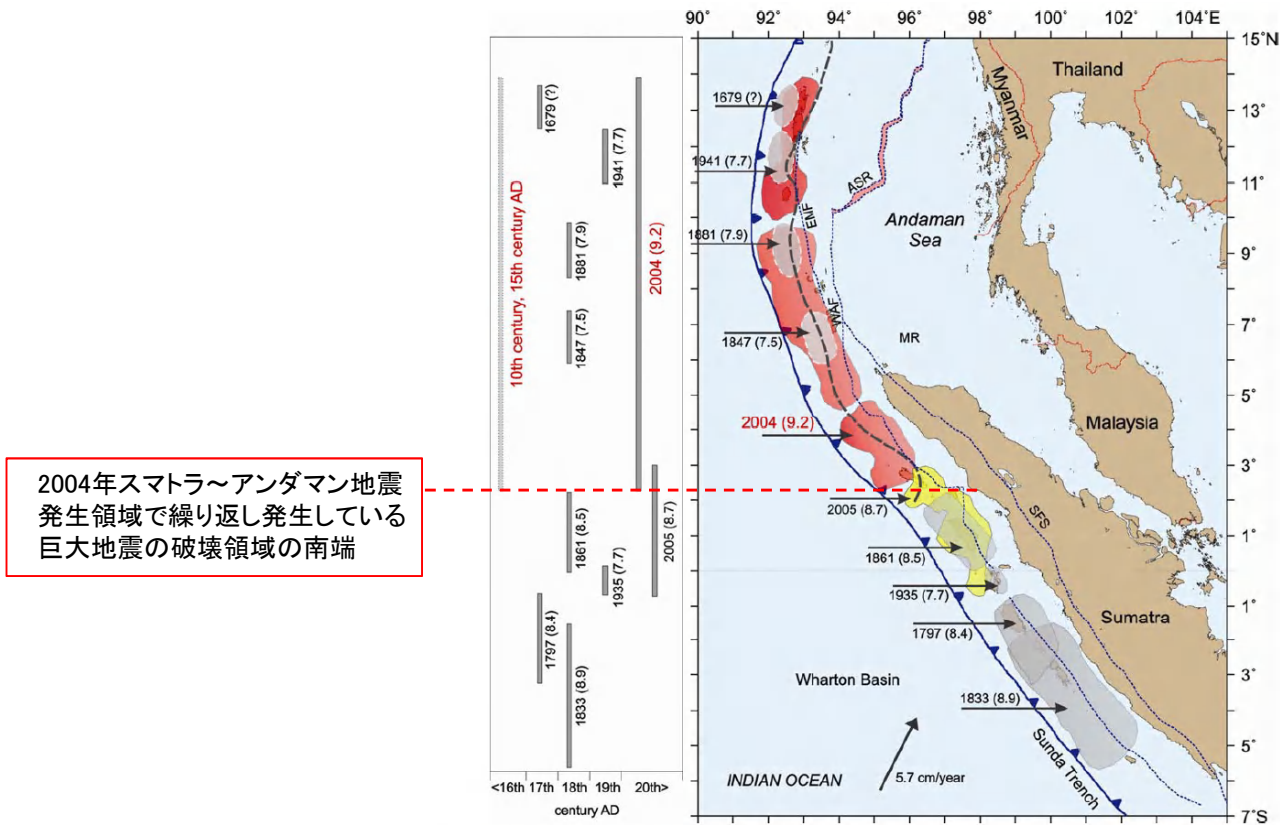 2004年スマトラ～アンダマン地震
発生領域で繰り返し発生している
巨大地震の破壊領域の南端
10th century, 15th century AD
1679 (?)
1941 (7.7)
1881 (7.9)
1847 (7.5)
2004 (9.2)
1861 (8.5)
1935 (7.7)
2005 (8.7)
1797 (8.4)
1833 (8.9)
<16th 17th 18th 19th 20th>
century AD
90˚ 92˚ 94˚ 96˚ 98˚ 100˚ 102˚ 104˚E
15˚N
13˚
11˚
9˚
7˚
5˚
3˚
1˚
1˚
3˚
5˚
7˚S
Thailand
Myanmar
1679 (?)
1941 (7.7)
ASR
EMF
Andaman
Sea
1881 (7.9)
WAF
1847 (7.5)
MR
2004 (9.2)
Malaysia
2005 (8.7)
SFS
1861 (8.5)
1935 (7.7)
1797 (8.4)
Sumatra
Wharton Basin
1833 (8.9)
Sunda Trench
5.7 cm/year
INDIAN OCEAN